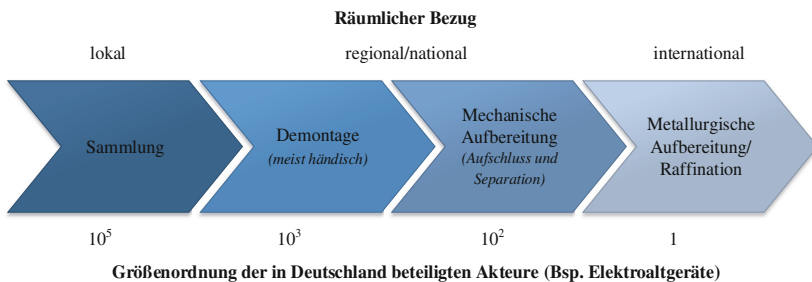 Räumlicher Bezug
lokal regional/national international
Sammlung
Demontage
(meist händisch)
Mechanische
Aufbereitung
(Aufschluss und
Separation)
Metallurgische
Aufbereitung/
Raffination
10⁵ 10³ 10² 1
Größenordnung der in Deutschland beteiligten Akteure (Bsp. Elektroaltgeräte)